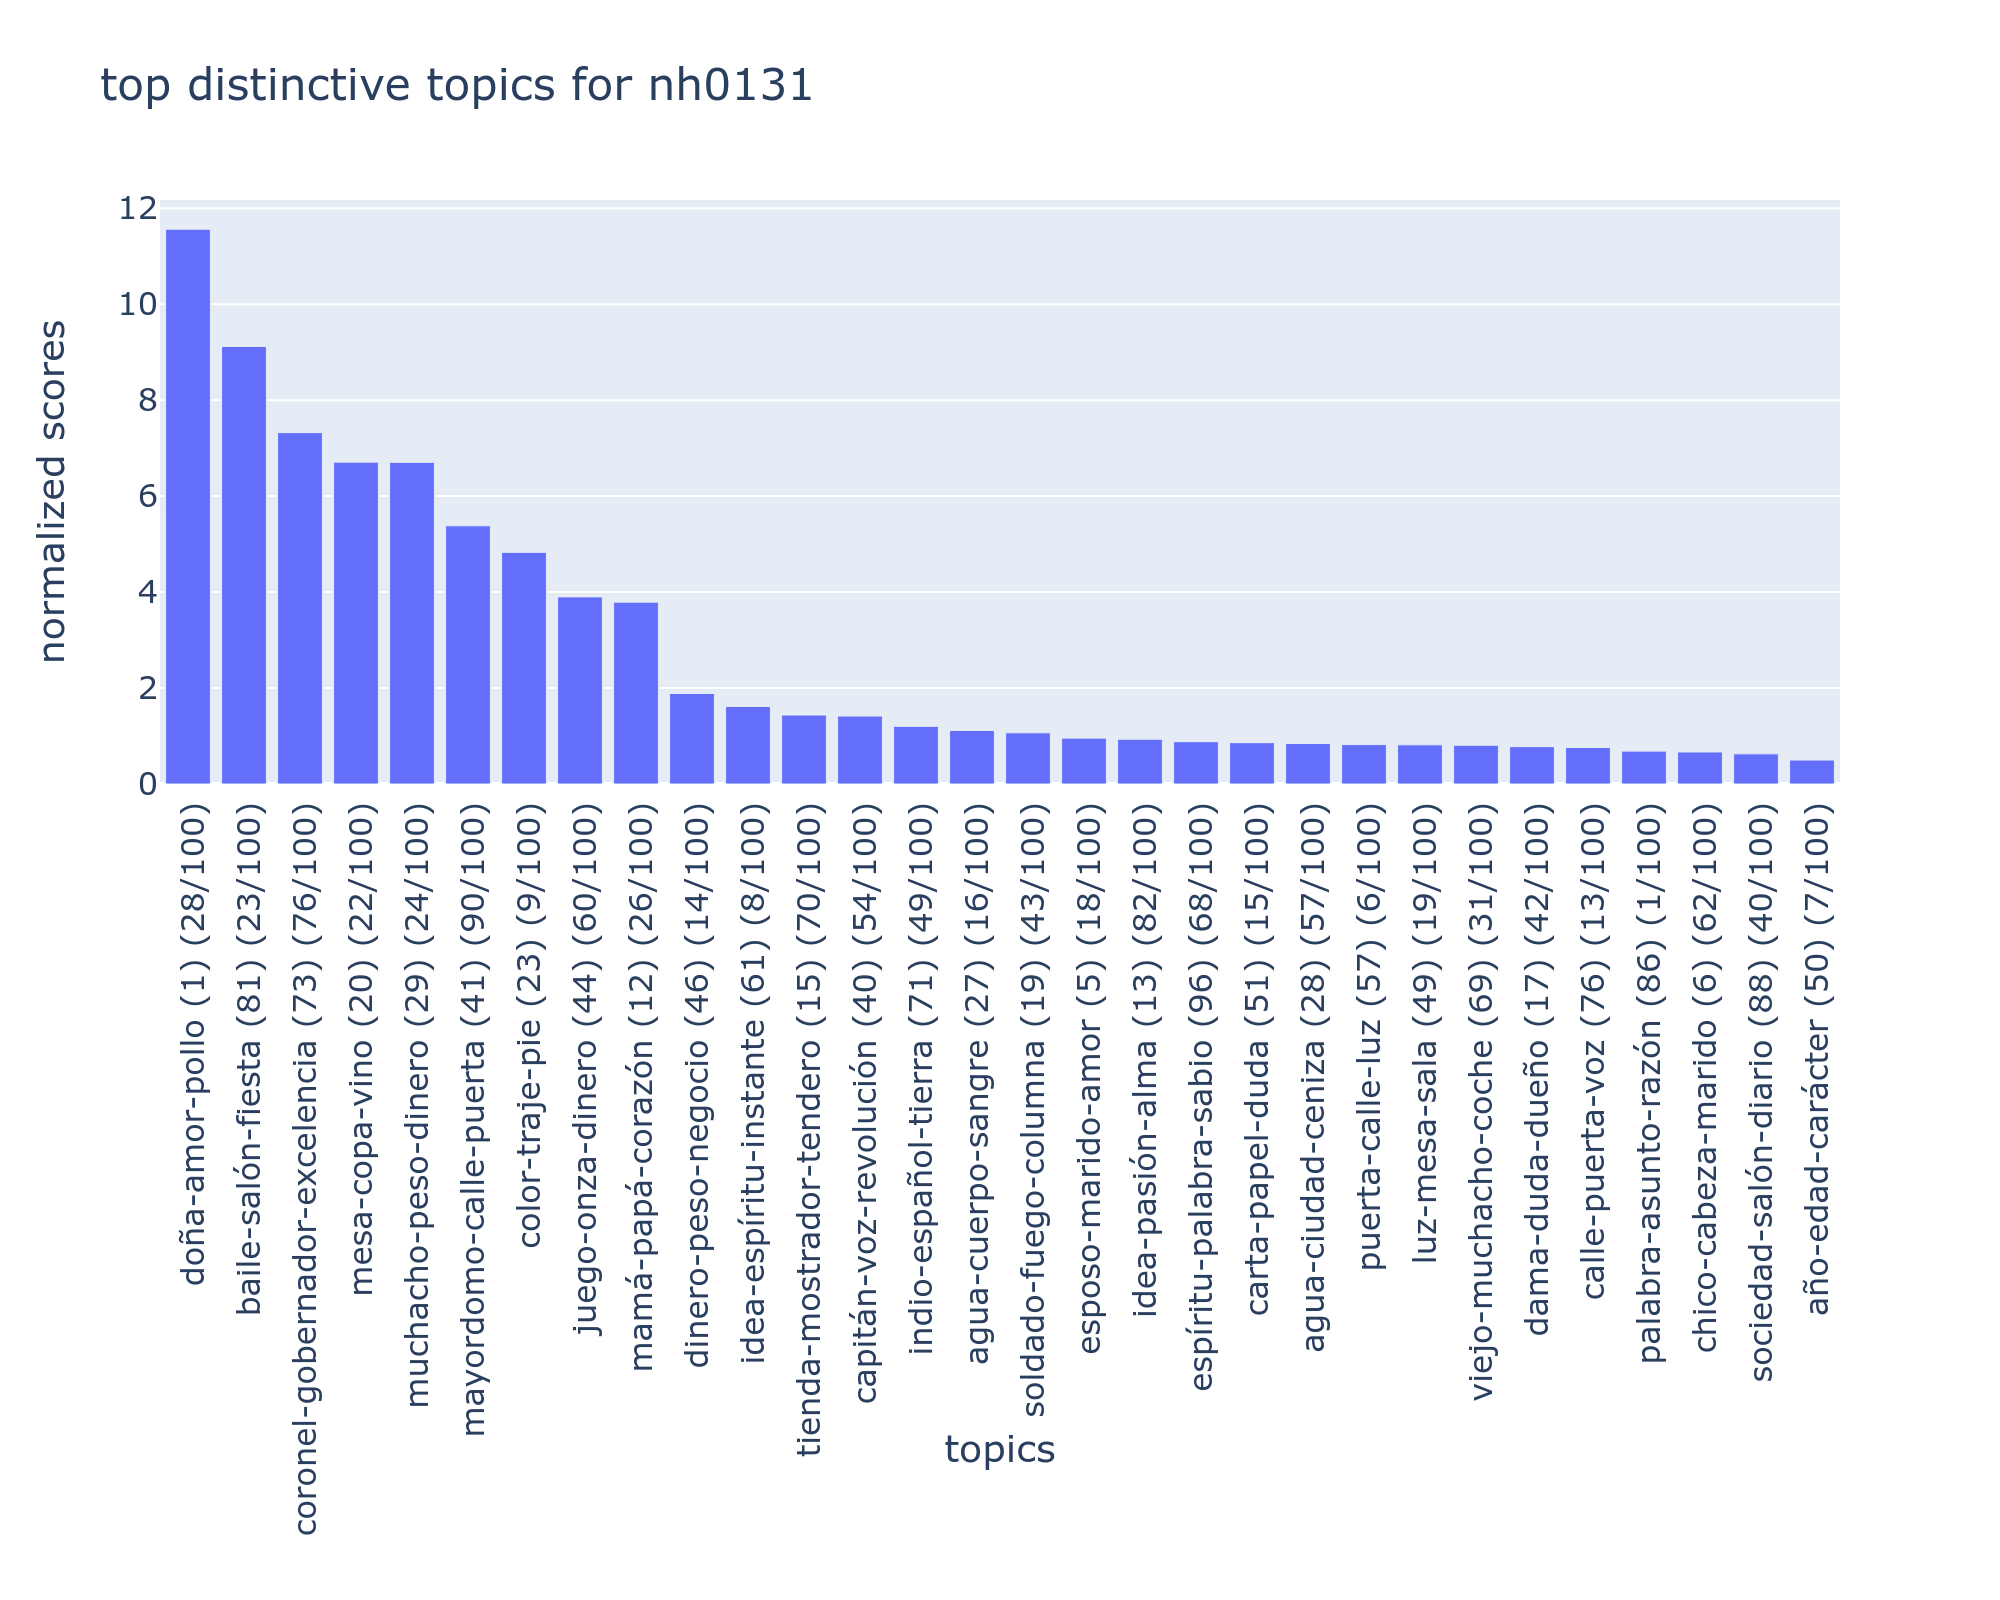 top distinctive topics for nh0131
normalized scores
12
10
8
6
4
2
0
doña-amor-pollo (1) (28/100)
baile-salón-fiesta (81) (23/100)
coronel-gobernador-excelencia (73) (76/100)
mesa-copa-vino (20) (22/100)
muchacho-peso-dinero (29) (24/100)
mayordomo-calle-puerta (41) (90/100)
color-traje-pie (23) (9/100)
juego-onza-dinero (44) (60/100)
mamá-papá-corazón (12) (26/100)
dinero-peso-negocio (46) (14/100)
idea-espíritu-instante (61) (8/100)
tienda-mostrador-tendero (15) (70/100)
capitán-voz-revolución (40) (54/100)
indio-español-tierra (71) (49/100)
agua-cuerpo-sangre (27) (16/100)
soldado-fuego-columna (19) (43/100)
esposo-marido-amor (5) (18/100)
idea-pasión-alma (13) (82/100)
espíritu-palabra-sabio (96) (68/100)
carta-papel-duda (51) (15/100)
agua-ciudad-ceniza (28) (57/100)
puerta-calle-luz (57) (6/100)
luz-mesa-sala (49) (19/100)
viejo-muchacho-coche (69) (31/100)
dama-duda-dueño (17) (42/100)
calle-puerta-voz (76) (13/100)
palabra-asunto-razón (86) (1/100)
chico-cabeza-marido (6) (62/100)
sociedad-salón-diario (88) (40/100)
año-edad-carácter (50) (7/100)
topics